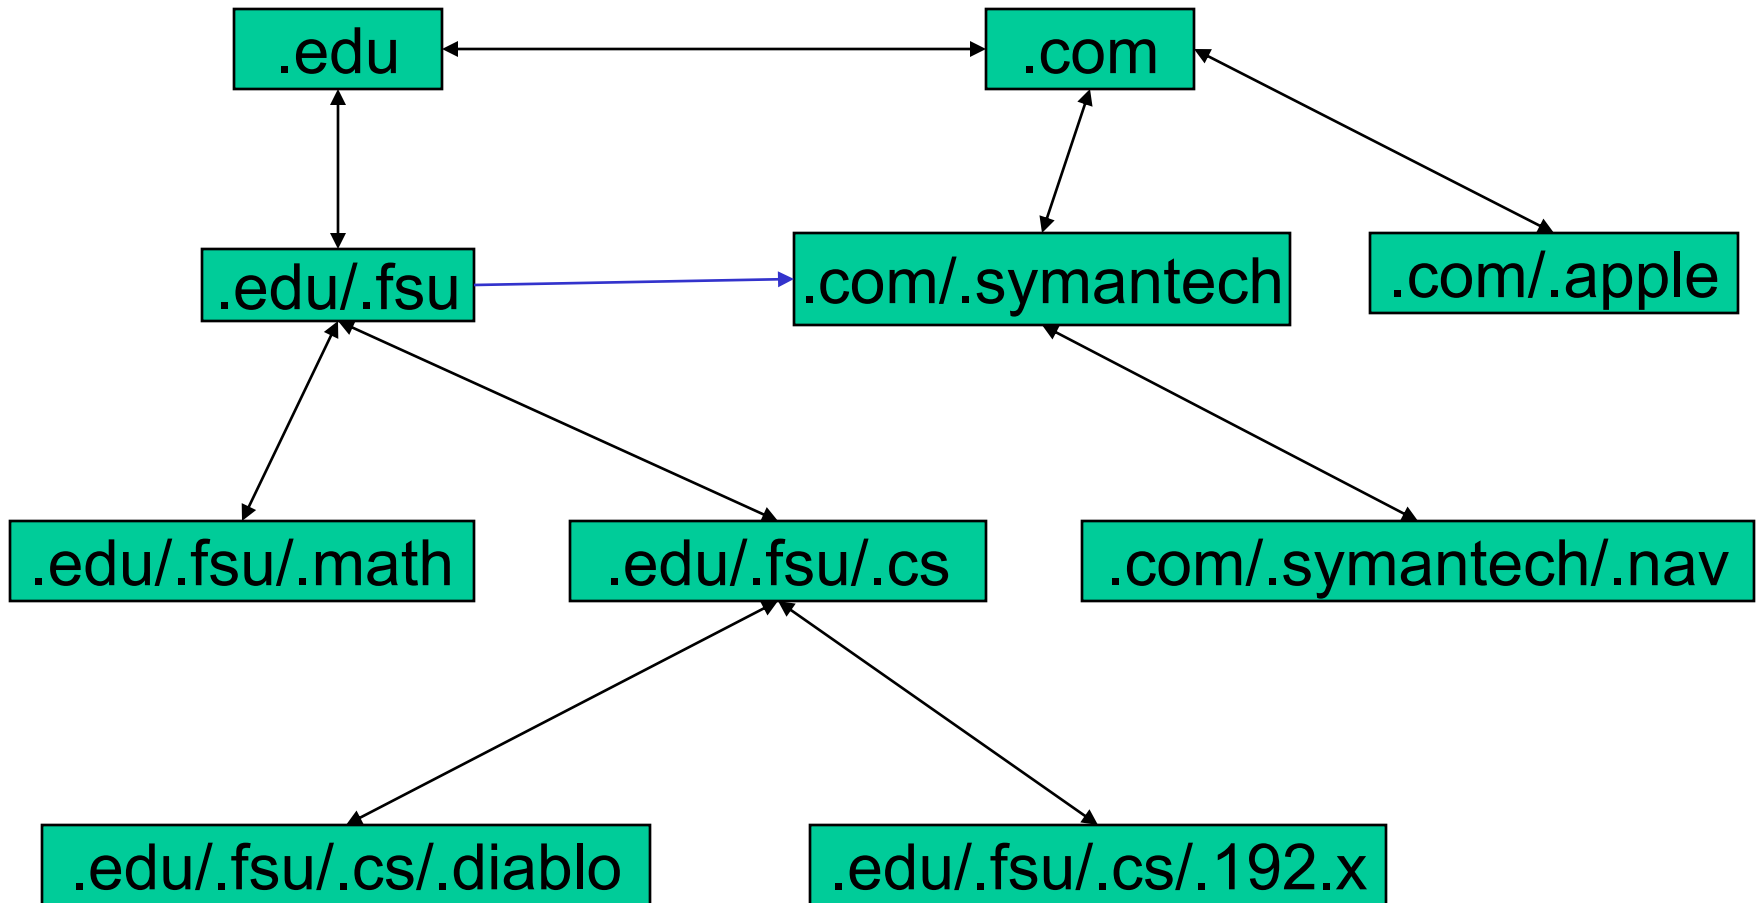 .edu
.com
.edu/.fsu
.com/.symantech
.com/.apple
.edu/.fsu/.math
.edu/.fsu/.cs
.com/.symantech/.nav
.edu/.fsu/.cs/.diablo
.edu/.fsu/.cs/.192.x